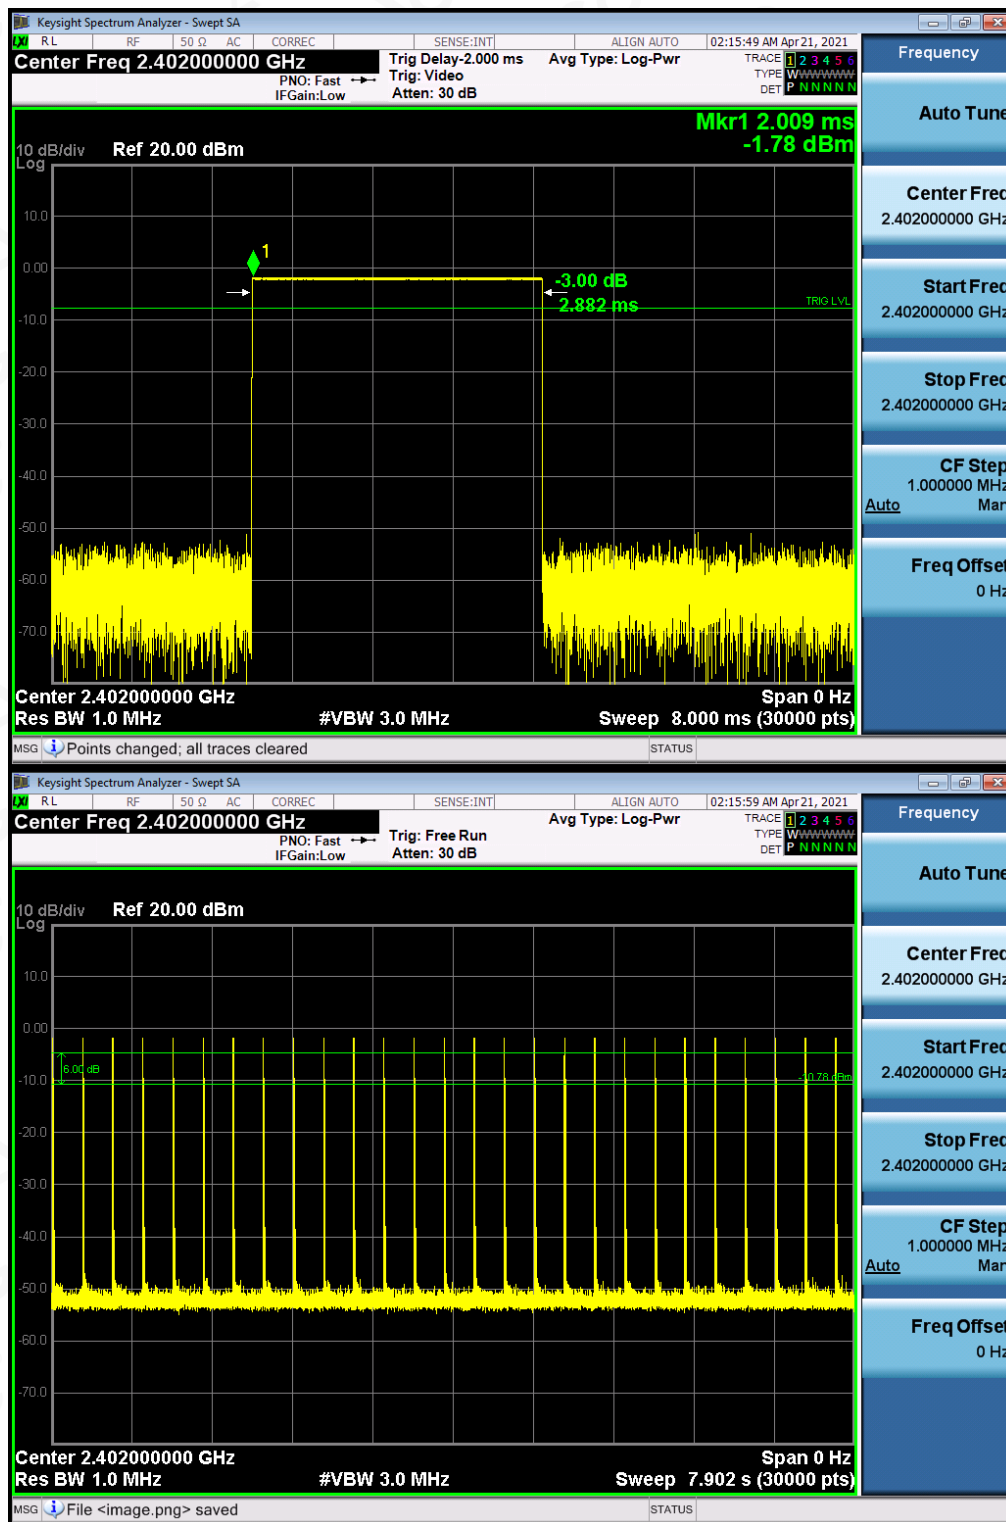 Keysight Spectrum Analyzer - Swept SA
LXI RL RF 50 Ω AC CORREC SENSE:INT ALIGN AUTO 02:15:49 AM Apr 21, 2021
Center Freq 2.402000000 GHz
PNO: Fast
IFGain:Low
Trig Delay-2.000 ms
Trig: Video
Atten: 30 dB
Avg Type: Log-Pwr
TRACE 1 2 3 4 5 6
TYPE WWWWWWW
DET P N N N N N
Mkr1 2.009 ms
-1.78 dBm
10 dB/div Ref 20.00 dBm
Log
10.0
0.00
-10.0
-20.0
-30.0
-40.0
-50.0
-60.0
-70.0
1
-3.00 dB
2.882 ms
TRIG LVL
Center 2.402000000 GHz Span 0 Hz
Res BW 1.0 MHz #VBW 3.0 MHz Sweep 8.000 ms (30000 pts)
MSG Points changed; all traces cleared STATUS
Frequency
Auto Tune
Center Freq
2.402000000 GHz
Start Freq
2.402000000 GHz
Stop Freq
2.402000000 GHz
CF Step
1.000000 MHz
Auto Man
Freq Offset
0 Hz
Keysight Spectrum Analyzer - Swept SA
LXI RL RF 50 Ω AC CORREC SENSE:INT ALIGN AUTO 02:15:59 AM Apr 21, 2021
Center Freq 2.402000000 GHz
PNO: Fast
IFGain:Low
Trig: Free Run
Atten: 30 dB
Avg Type: Log-Pwr
TRACE 1 2 3 4 5 6
TYPE WWWWWWW
DET P N N N N N
10 dB/div Ref 20.00 dBm
Log
10.0
0.00
-10.0
-20.0
-30.0
-40.0
-50.0
-60.0
-70.0
6.00 dB
-10.78 dBm
Center 2.402000000 GHz Span 0 Hz
Res BW 1.0 MHz #VBW 3.0 MHz Sweep 7.902 s (30000 pts)
MSG File <image.png> saved STATUS
Frequency
Auto Tune
Center Freq
2.402000000 GHz
Start Freq
2.402000000 GHz
Stop Freq
2.402000000 GHz
CF Step
1.000000 MHz
Auto Man
Freq Offset
0 Hz